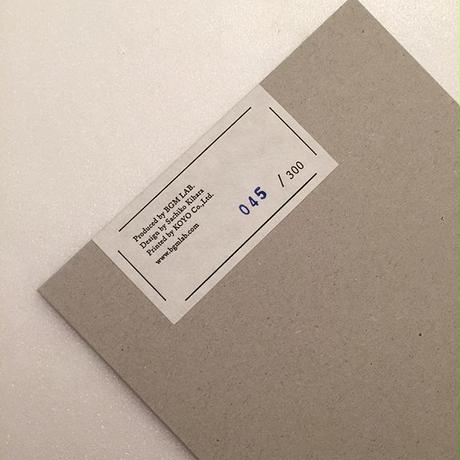 Produced by BGM LAB.
Design by Sachiko Kihara
Printed by KOYO Co.,Ltd.
www.bgmlab.com
045 / 300